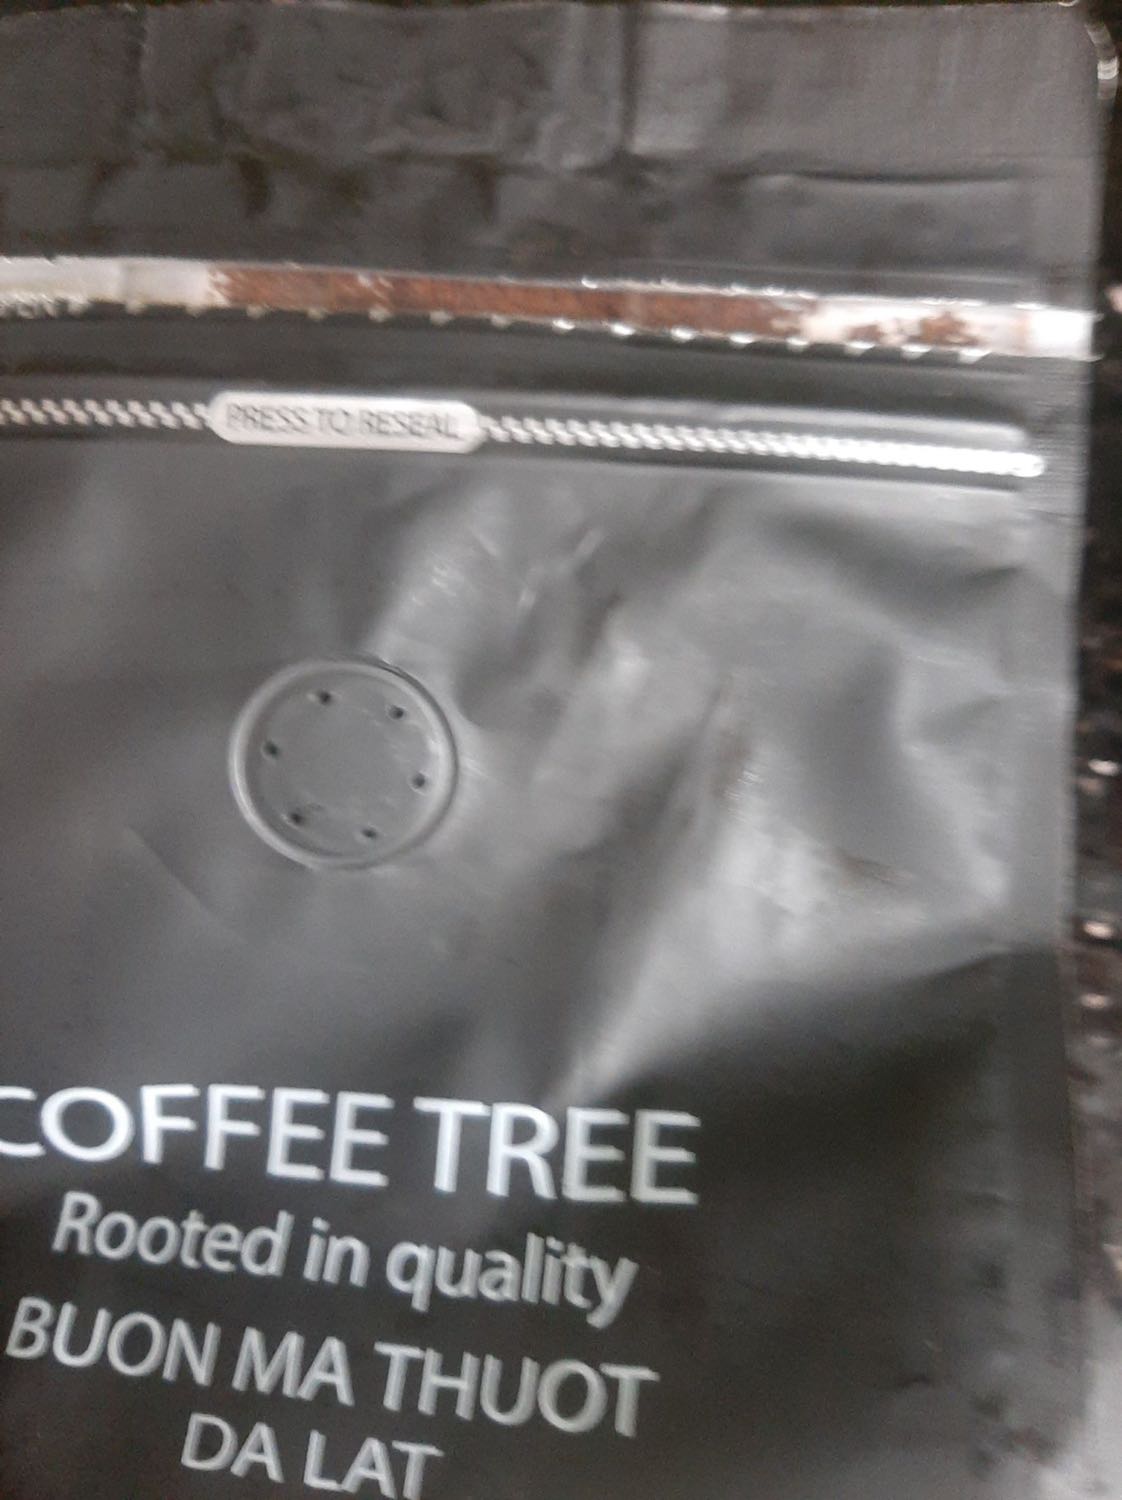 PRESS TO RESEAL
COFFEE TREE
Rooted in quality
BUON MA THUOT
DA LAT